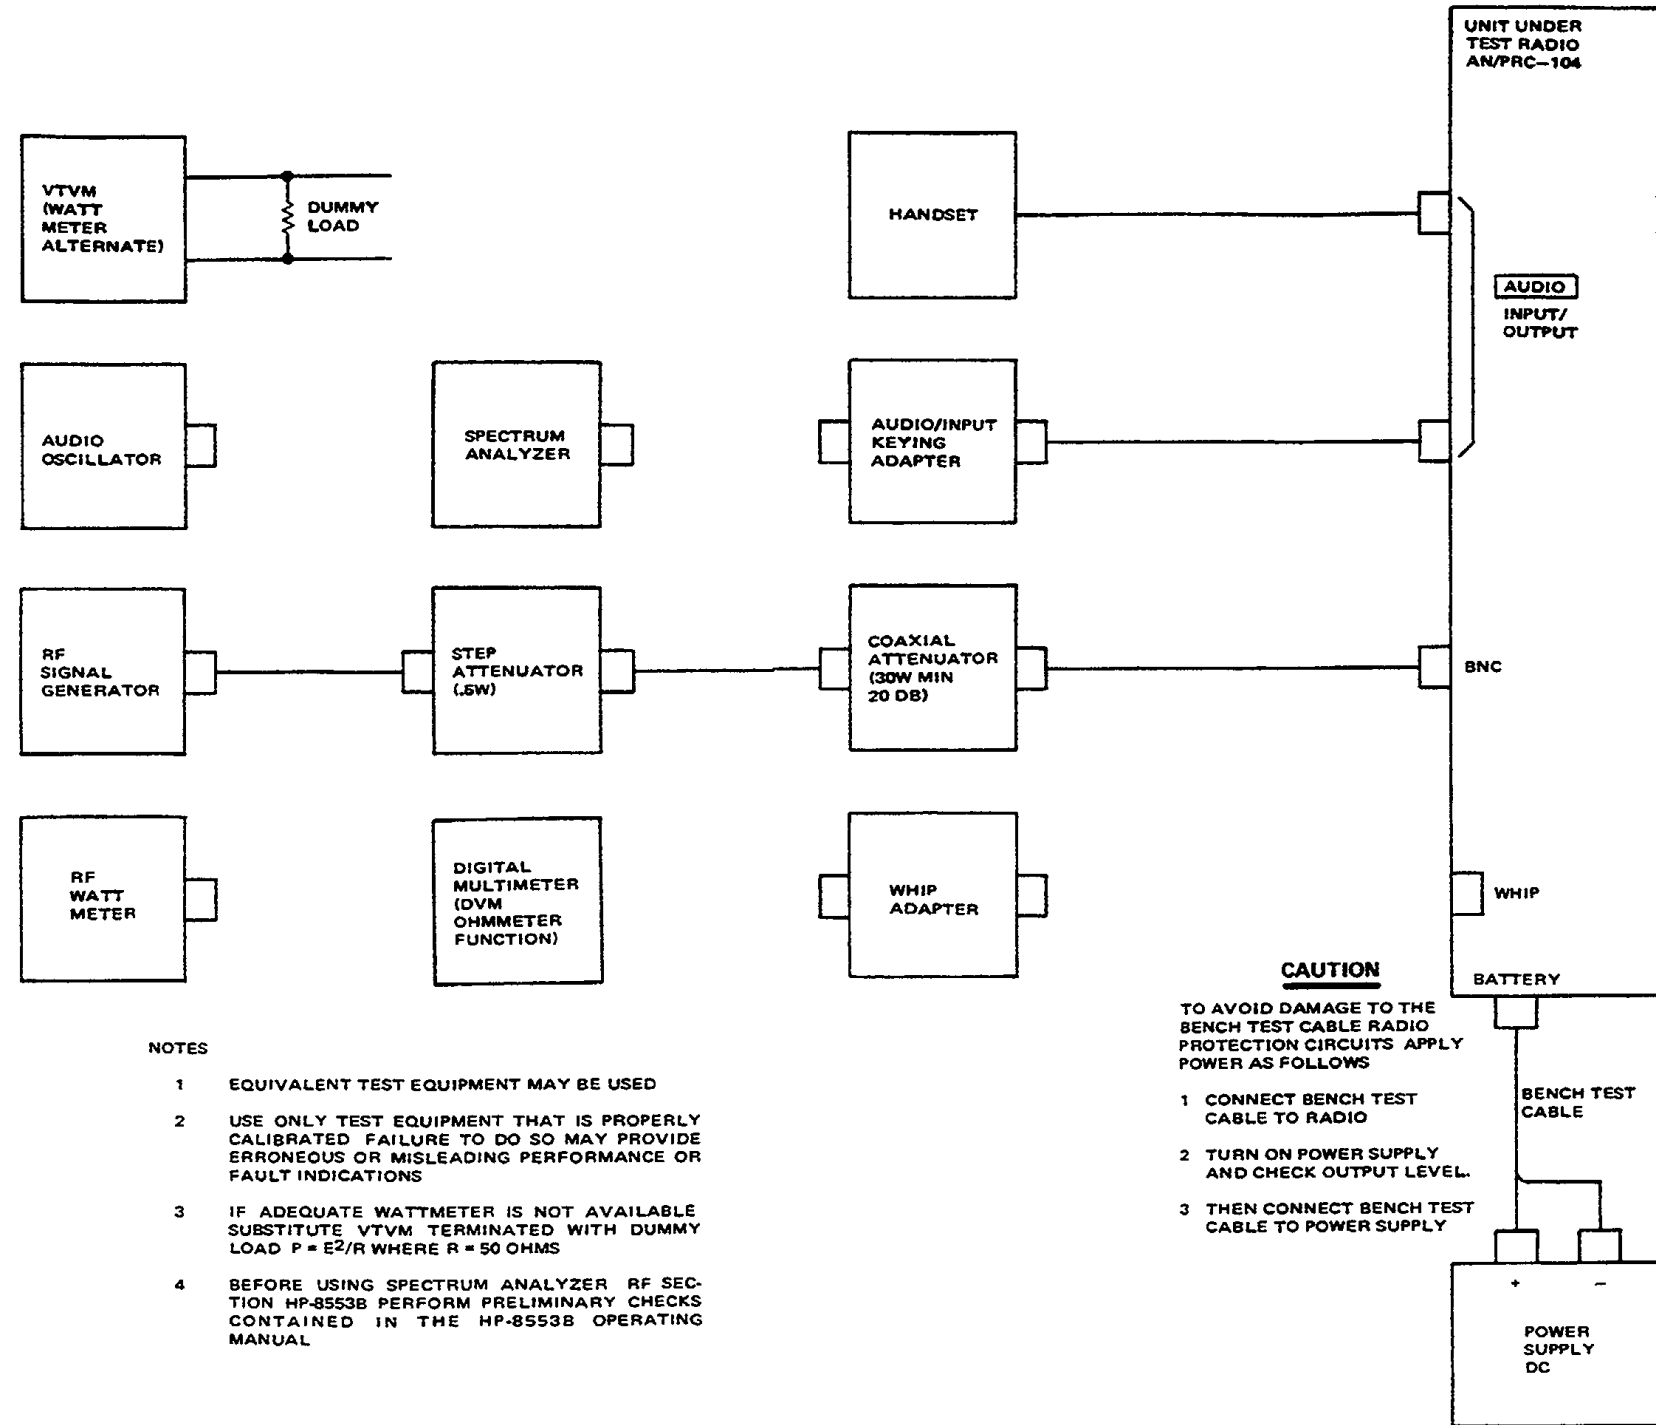 UNIT UNDER
TEST RADIO
AN/PRC-104
VTVM
(WATT
METER
ALTERNATE)
DUMMY
LOAD
HANDSET
AUDIO
INPUT/
OUTPUT
AUDIO
OSCILLATOR
SPECTRUM
ANALYZER
AUDIO/INPUT
KEYING
ADAPTER
RF
SIGNAL
GENERATOR
STEP
ATTENUATOR
(.5W)
COAXIAL
ATTENUATOR
(30W MIN
20 DB)
BNC
RF
WATT
METER
DIGITAL
MULTIMETER
(DVM
OHMMETER
FUNCTION)
WHIP
ADAPTER
WHIP
BATTERY
CAUTION
TO AVOID DAMAGE TO THE
BENCH TEST CABLE RADIO
PROTECTION CIRCUITS APPLY
POWER AS FOLLOWS
1 CONNECT BENCH TEST
CABLE TO RADIO
2 TURN ON POWER SUPPLY
AND CHECK OUTPUT LEVEL.
3 THEN CONNECT BENCH TEST
CABLE TO POWER SUPPLY
BENCH TEST
CABLE
+ −
POWER
SUPPLY
DC
NOTES
1 EQUIVALENT TEST EQUIPMENT MAY BE USED
2 USE ONLY TEST EQUIPMENT THAT IS PROPERLY
CALIBRATED FAILURE TO DO SO MAY PROVIDE
ERRONEOUS OR MISLEADING PERFORMANCE OR
FAULT INDICATIONS
3 IF ADEQUATE WATTMETER IS NOT AVAILABLE
SUBSTITUTE VTVM TERMINATED WITH DUMMY
LOAD P = E²/R WHERE R = 50 OHMS
4 BEFORE USING SPECTRUM ANALYZER RF SEC-
TION HP-8553B PERFORM PRELIMINARY CHECKS
CONTAINED IN THE HP-8553B OPERATING
MANUAL